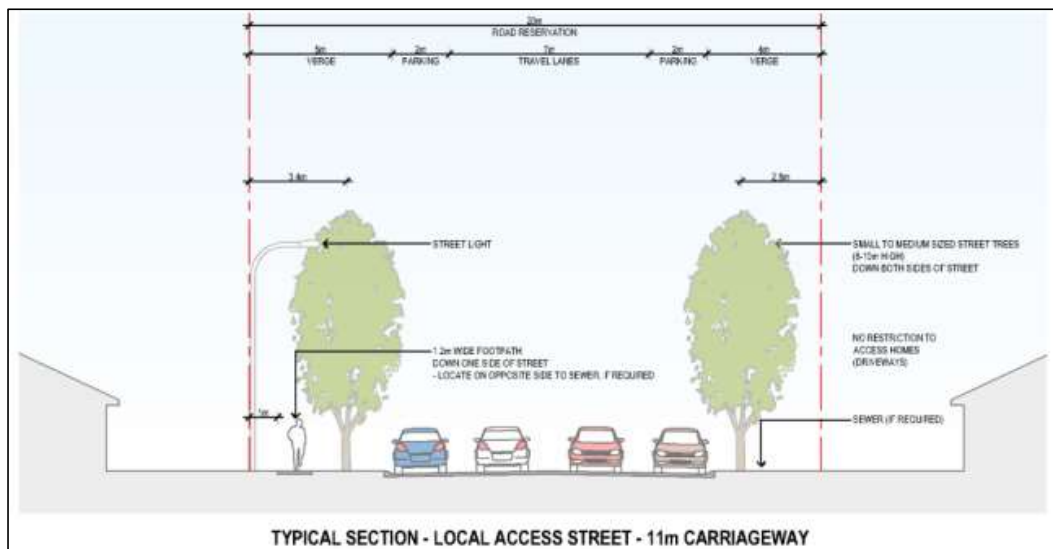 20m
ROAD RESERVATION
5m
2m
7m
2m
4m
VERGE
PARKING
TRAVEL LANES
PARKING
VERGE
3.4m
STREET LIGHT
SMALL TO MEDIUM SIZED STREET TREES
(8-10m HIGH)
DOWN BOTH SIDES OF STREET
1.2m WIDE FOOTPATH
DOWN ONE SIDE OF STREET
- LOCATE ON OPPOSITE SIDE TO SEWER, IF REQUIRED
NO RESTRICTION TO
ACCESS HOMES
(DRIVEWAYS)
1m
SEWER (IF REQUIRED)
TYPICAL SECTION - LOCAL ACCESS STREET - 11m CARRIAGEWAY